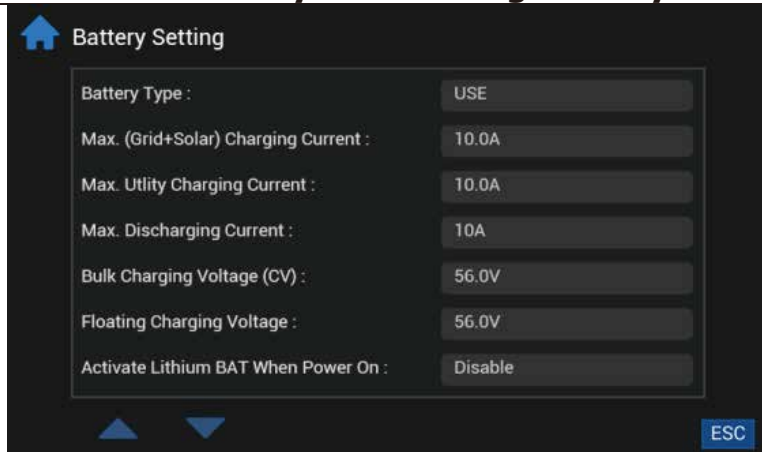 Battery Setting
Battery Type : USE
Max. (Grid+Solar) Charging Current : 10.0A
Max. Utlity Charging Current : 10.0A
Max. Discharging Current : 10A
Bulk Charging Voltage (CV) : 56.0V
Floating Charging Voltage : 56.0V
Activate Lithium BAT When Power On : Disable
ESC